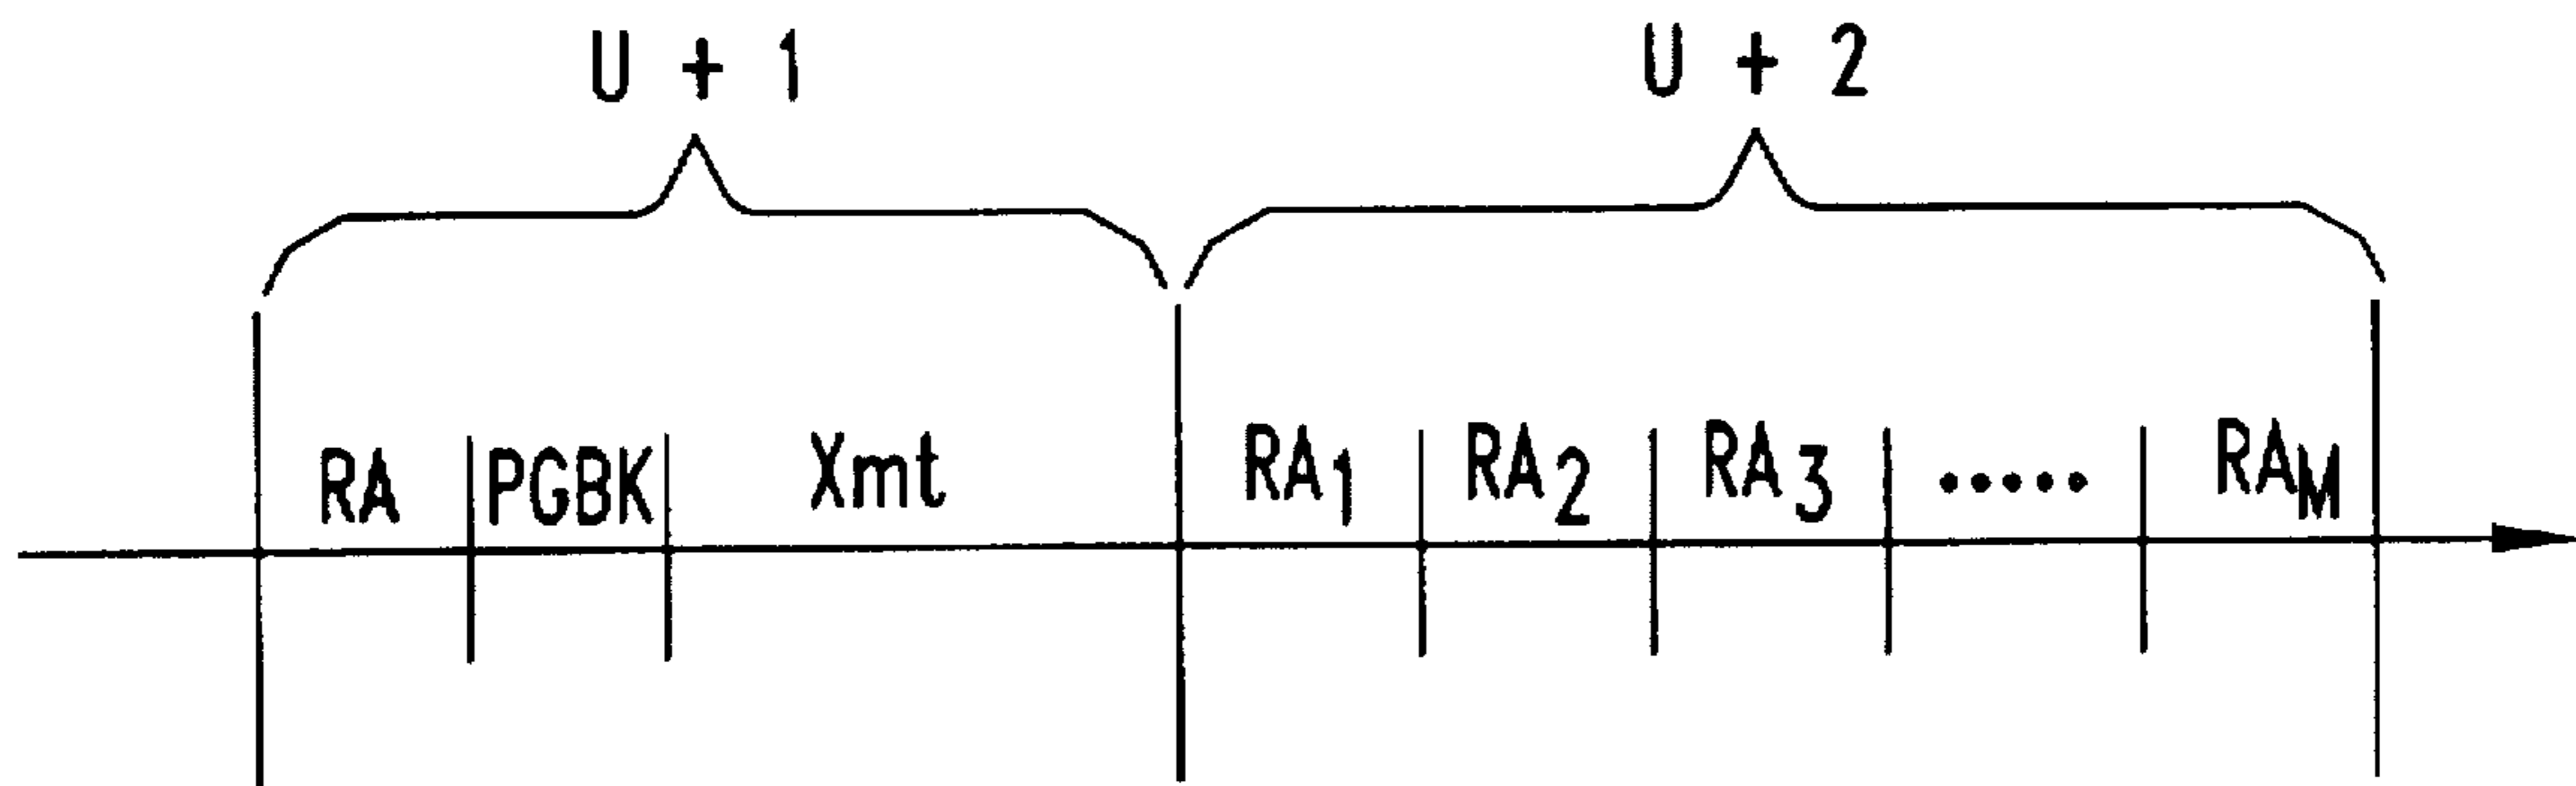 U + 1 U + 2
RA PGBK Xmt RA1 RA2 RA3 ..... RAM